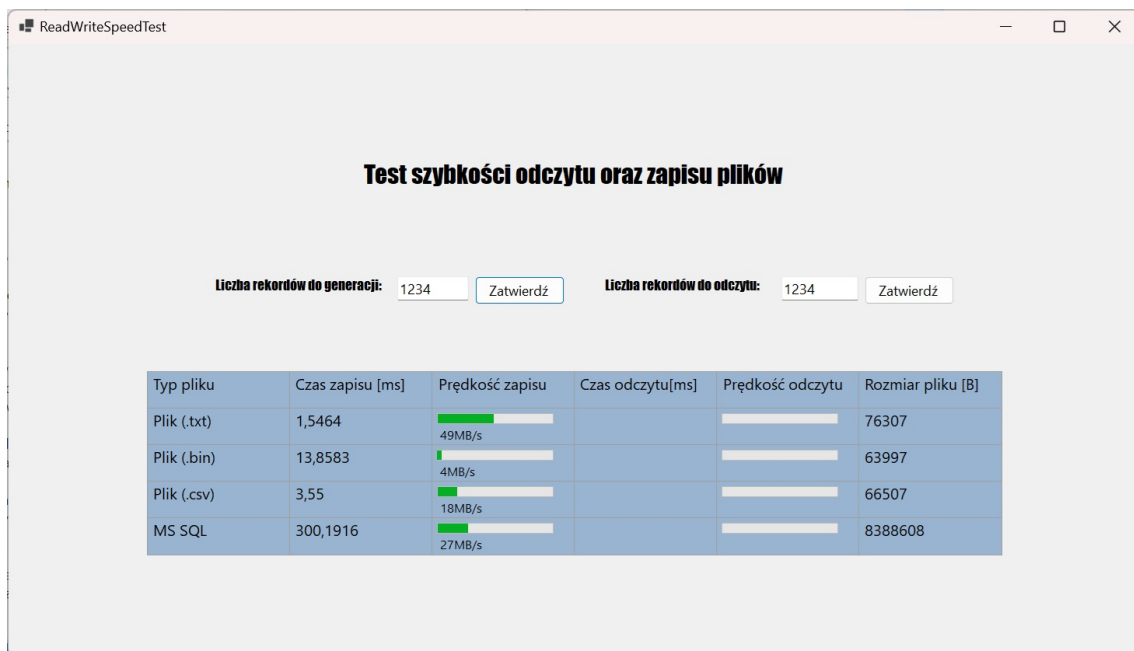 ReadWriteSpeedTest
Test szybkości odczytu oraz zapisu plików
Liczba rekordów do generacji: 1234 Zatwierdź Liczba rekordów do odczytu: 1234 Zatwierdź
Typ pliku Czas zapisu [ms] Prędkość zapisu Czas odczytu[ms] Prędkość odczytu Rozmiar pliku [B]
Plik (.txt) 1,5464 49MB/s 76307
Plik (.bin) 13,8583 4MB/s 63997
Plik (.csv) 3,55 18MB/s 66507
MS SQL 300,1916 27MB/s 8388608